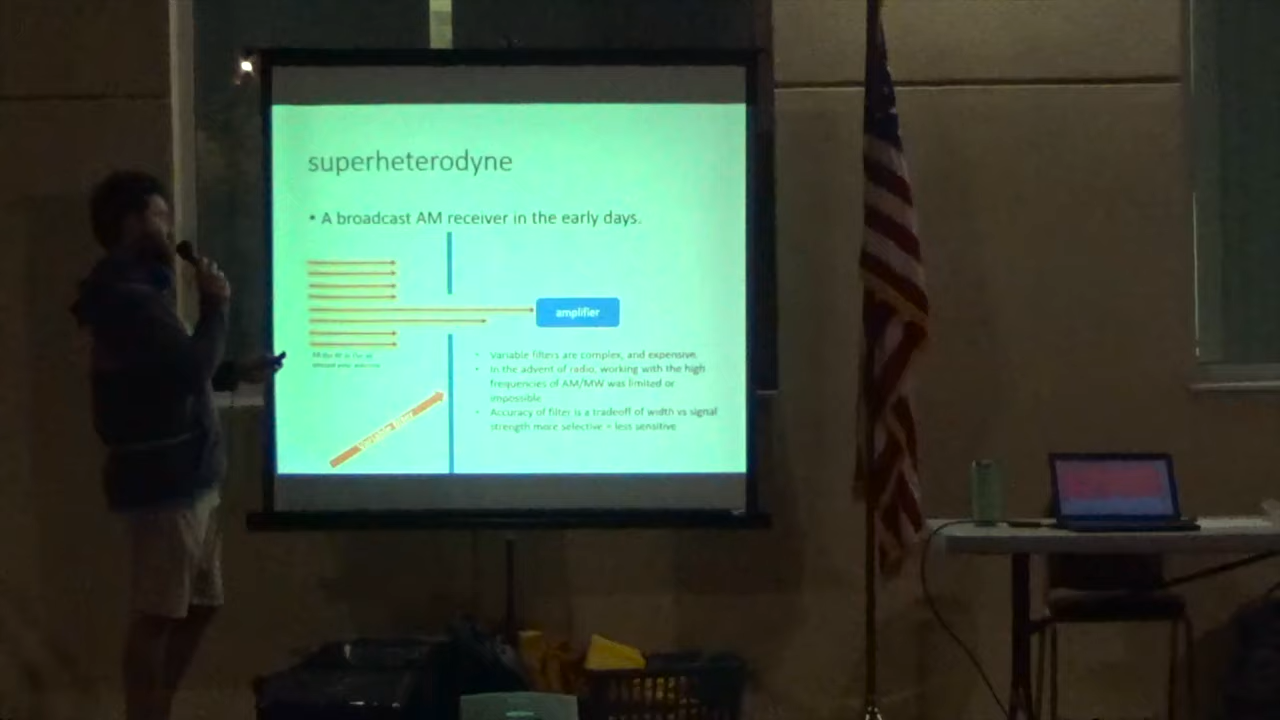 superheterodyne
• A broadcast AM receiver in the early days.
amplifier
• Variable filters are complex, and expensive.
• In the advent of radio, working with the high
frequencies of AM/MW was limited or
impossible
• Accuracy of filter is a tradeoff of width vs signal
strength more selective = less sensitive